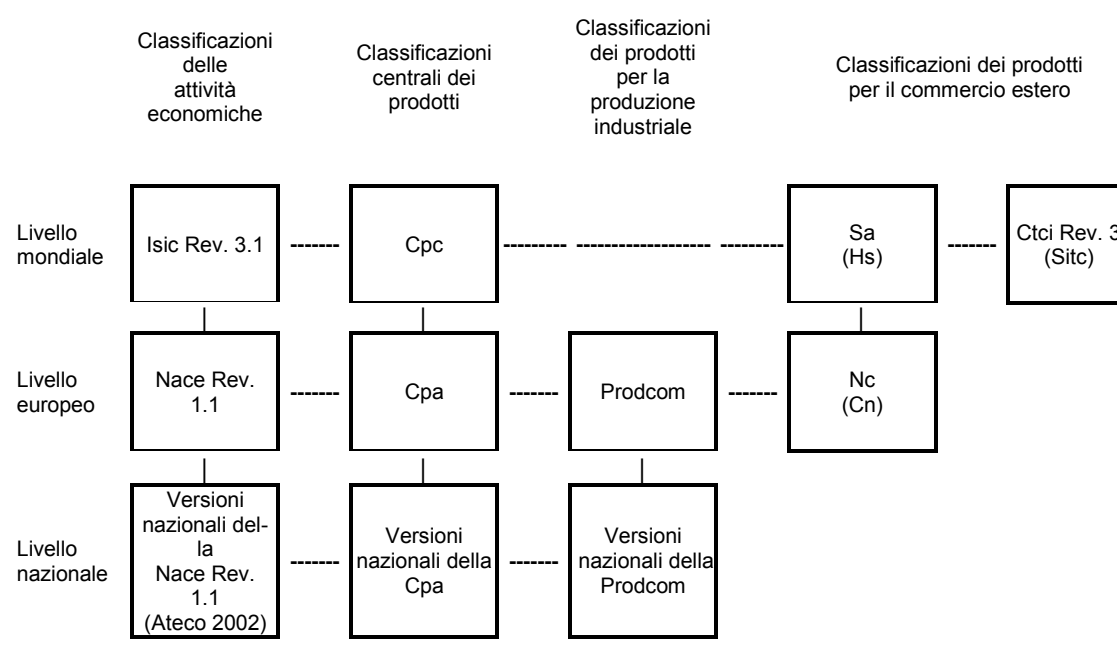 Classificazioni
delle
attività
economiche
Classificazioni
centrali dei
prodotti
Classificazioni
dei prodotti
per la
produzione
industriale
Classificazioni dei prodotti
per il commercio estero
Livello
mondiale
Isic Rev. 3.1
Cpc
Sa
(Hs)
Ctci Rev. 3
(Sitc)
Livello
europeo
Nace Rev.
1.1
Cpa
Prodcom
Nc
(Cn)
Livello
nazionale
Versioni
nazionali del-
la
Nace Rev.
1.1
(Ateco 2002)
Versioni
nazionali della
Cpa
Versioni
nazionali della
Prodcom